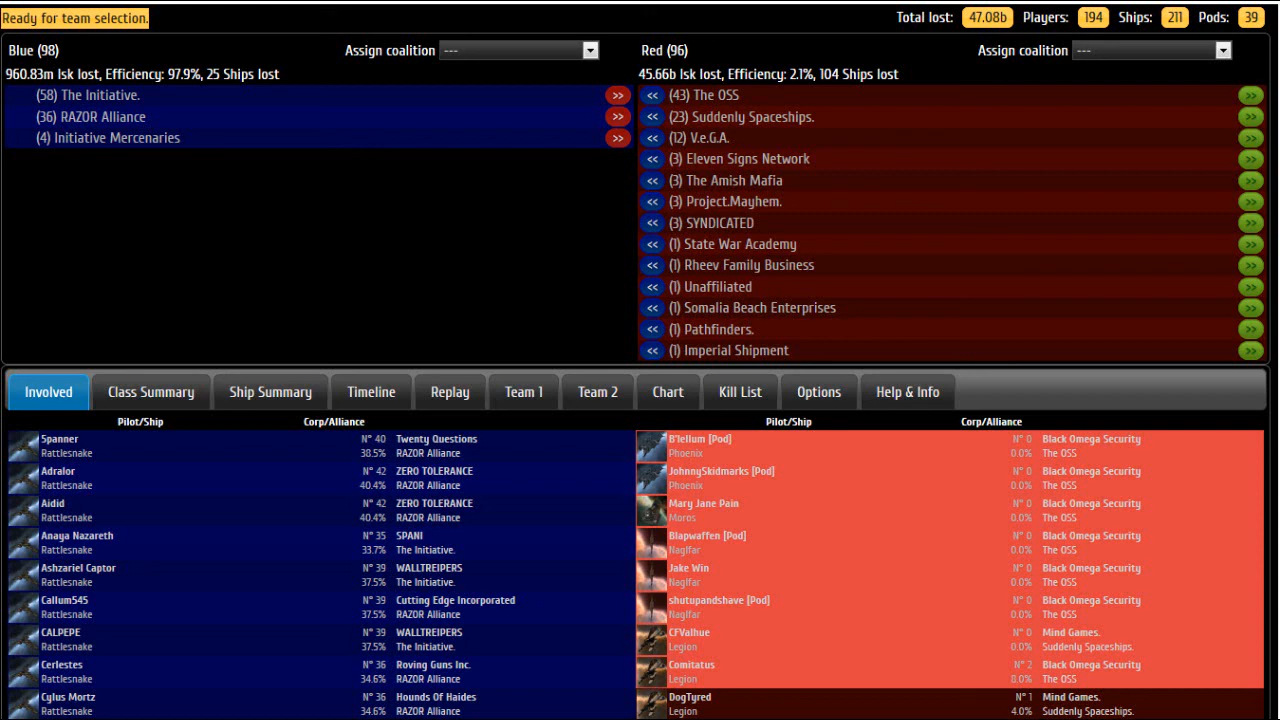 Ready for team selection.
Total lost: 47.08b Players: 194 Ships: 211 Pods: 39
Blue (98)
Assign coalition ---
960.83m Isk lost, Efficiency: 97.9%, 25 Ships lost
(58) The Initiative. >>
(36) RAZOR Alliance >>
(4) Initiative Mercenaries >>
Red (96)
Assign coalition ---
45.66b Isk lost, Efficiency: 2.1%, 104 Ships lost
<< (43) The OSS >>
<< (23) Suddenly Spaceships. >>
<< (12) V.e.G.A. >>
<< (3) Eleven Signs Network >>
<< (3) The Amish Mafia >>
<< (3) Project.Mayhem. >>
<< (3) SYNDICATED >>
<< (1) State War Academy >>
<< (1) Rheev Family Business >>
<< (1) Unaffiliated >>
<< (1) Somalia Beach Enterprises >>
<< (1) Pathfinders. >>
<< (1) Imperial Shipment >>
Involved Class Summary Ship Summary Timeline Replay Team 1 Team 2 Chart Kill List Options Help & Info
Pilot/Ship Corp/Alliance
Spanner N° 40 Twenty Questions
Rattlesnake 38.5% RAZOR Alliance
Adralor N° 42 ZERO TOLERANCE
Rattlesnake 40.4% RAZOR Alliance
Aidid N° 42 ZERO TOLERANCE
Rattlesnake 40.4% RAZOR Alliance
Anaya Nazareth N° 35 SPANI
Rattlesnake 33.7% The Initiative.
Ashzariel Captor N° 39 WALLTREIPERS
Rattlesnake 37.5% The Initiative.
Callum545 N° 39 Cutting Edge Incorporated
Rattlesnake 37.5% RAZOR Alliance
CALPEPE N° 39 WALLTREIPERS
Rattlesnake 37.5% The Initiative.
Cerlestes N° 36 Roving Guns Inc.
Rattlesnake 34.6% RAZOR Alliance
Cylus Mortz N° 36 Hounds Of Haides
Rattlesnake 34.6% RAZOR Alliance
Pilot/Ship Corp/Alliance
B'lelium [Pod] N° 0 Black Omega Security
Phoenix 0.0% The OSS
JohnnySkidmarks [Pod] N° 0 Black Omega Security
Phoenix 0.0% The OSS
Mary Jane Pain N° 0 Black Omega Security
Moros 0.0% The OSS
Blapwaffen [Pod] N° 0 Black Omega Security
Naglfar 0.0% The OSS
Jake Win N° 0 Black Omega Security
Naglfar 0.0% The OSS
shutupandshave [Pod] N° 0 Black Omega Security
Naglfar 0.0% The OSS
CFValhue N° 0 Mind Games.
Legion 0.0% Suddenly Spaceships.
Comitatus N° 2 Black Omega Security
Legion 8.0% The OSS
DogTyred N° 1 Mind Games.
Legion 4.0% Suddenly Spaceships.